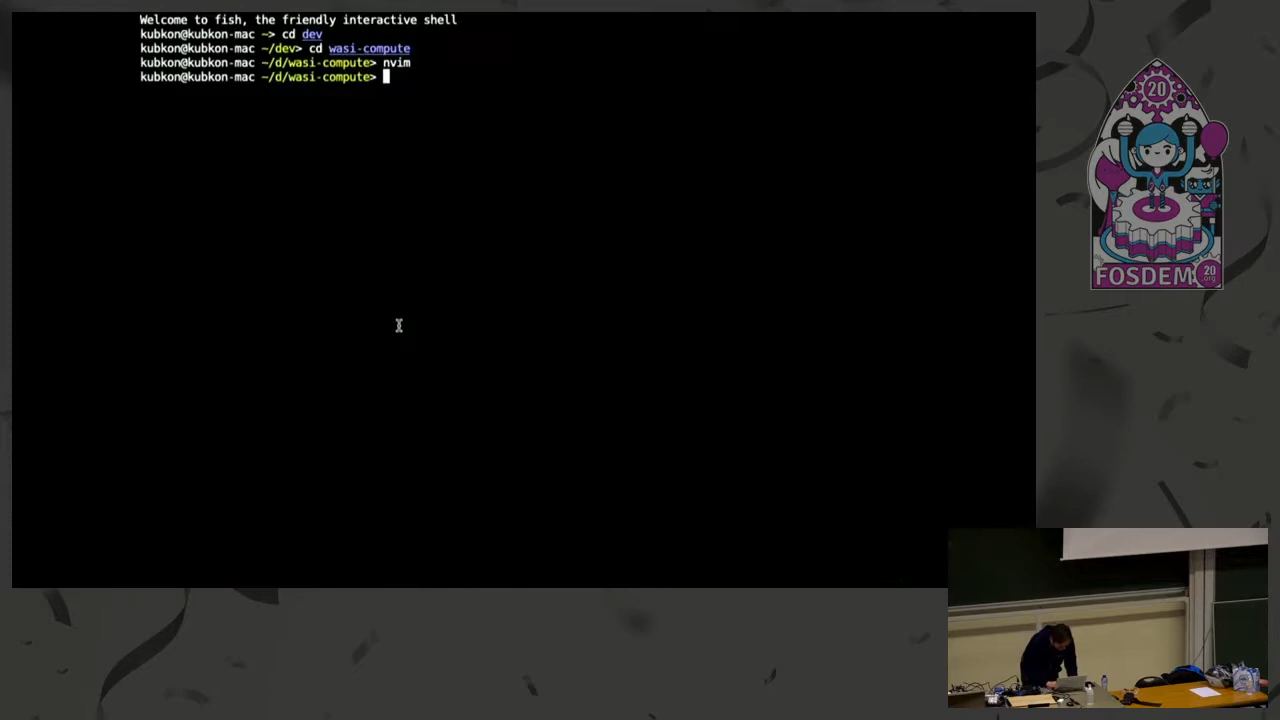 Welcome to fish, the friendly interactive shell
kubkon@kubkon-mac ~> cd dev
kubkon@kubkon-mac ~/dev> cd wasi-compute
kubkon@kubkon-mac ~/d/wasi-compute> nvim
kubkon@kubkon-mac ~/d/wasi-compute>
20
FOSDEM
20
.org